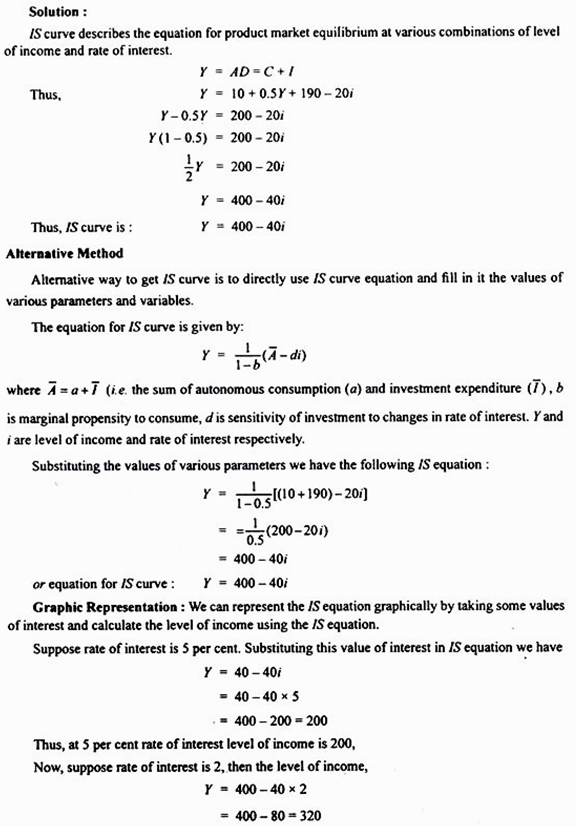 Solution :
IS curve describes the equation for product market equilibrium at various combinations of level
of income and rate of interest.
Y = AD = C + I
Thus, Y = 10 + 0.5Y + 190 – 20i
Y – 0.5Y = 200 – 20i
Y (1 – 0.5) = 200 – 20i
1/2 Y = 200 – 20i
Y = 400 – 40i
Thus, IS curve is : Y = 400 – 40i
Alternative Method
Alternative way to get IS curve is to directly use IS curve equation and fill in it the values of
various parameters and variables.
The equation for IS curve is given by:
Y = 1/(1–b) (A̅ – di)
where A̅ = a + I̅ (i.e. the sum of autonomous consumption (a) and investment expenditure (I̅), b
is marginal propensity to consume, d is sensitivity of investment to changes in rate of interest. Y and
i are level of income and rate of interest respectively.
Substituting the values of various parameters we have the following IS equation :
Y = 1/(1–0.5) [(10 + 190) – 20i]
= = 1/0.5 (200 – 20i)
= 400 – 40i
or equation for IS curve : Y = 400 – 40i
Graphic Representation : We can represent the IS equation graphically by taking some values
of interest and calculate the level of income using the IS equation.
Suppose rate of interest is 5 per cent. Substituting this value of interest in IS equation we have
Y = 40 – 40i
= 40 – 40 × 5
= 400 – 200 = 200
Thus, at 5 per cent rate of interest level of income is 200,
Now, suppose rate of interest is 2, then the level of income,
Y = 400 – 40 × 2
= 400 – 80 = 320